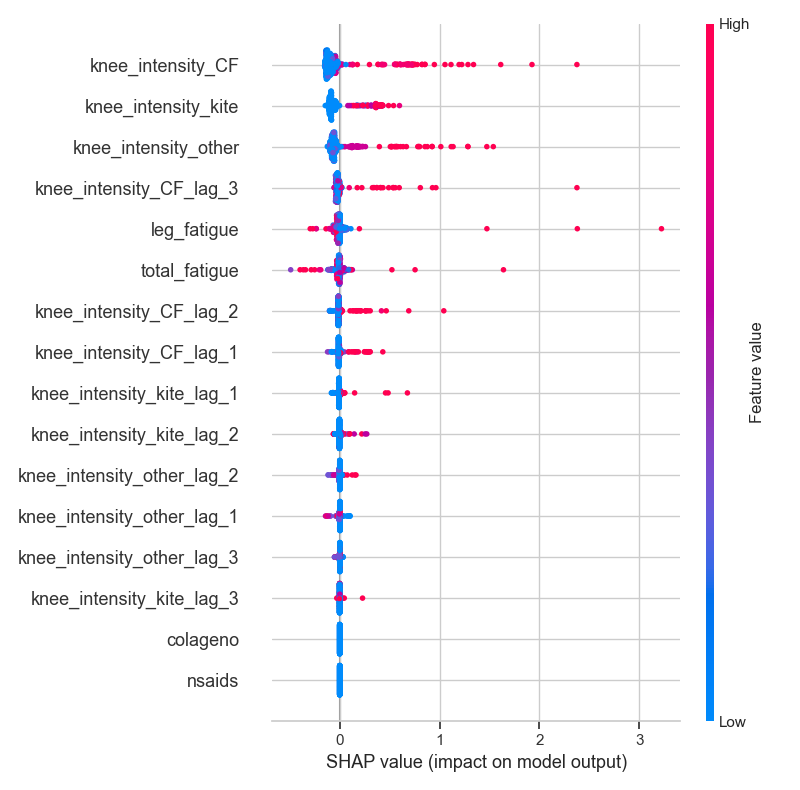 High
knee_intensity_CF
knee_intensity_kite
knee_intensity_other
knee_intensity_CF_lag_3
leg_fatigue
total_fatigue
knee_intensity_CF_lag_2
knee_intensity_CF_lag_1
knee_intensity_kite_lag_1
knee_intensity_kite_lag_2
knee_intensity_other_lag_2
knee_intensity_other_lag_1
knee_intensity_other_lag_3
knee_intensity_kite_lag_3
colageno
nsaids
Feature value
Low
0 1 2 3
SHAP value (impact on model output)